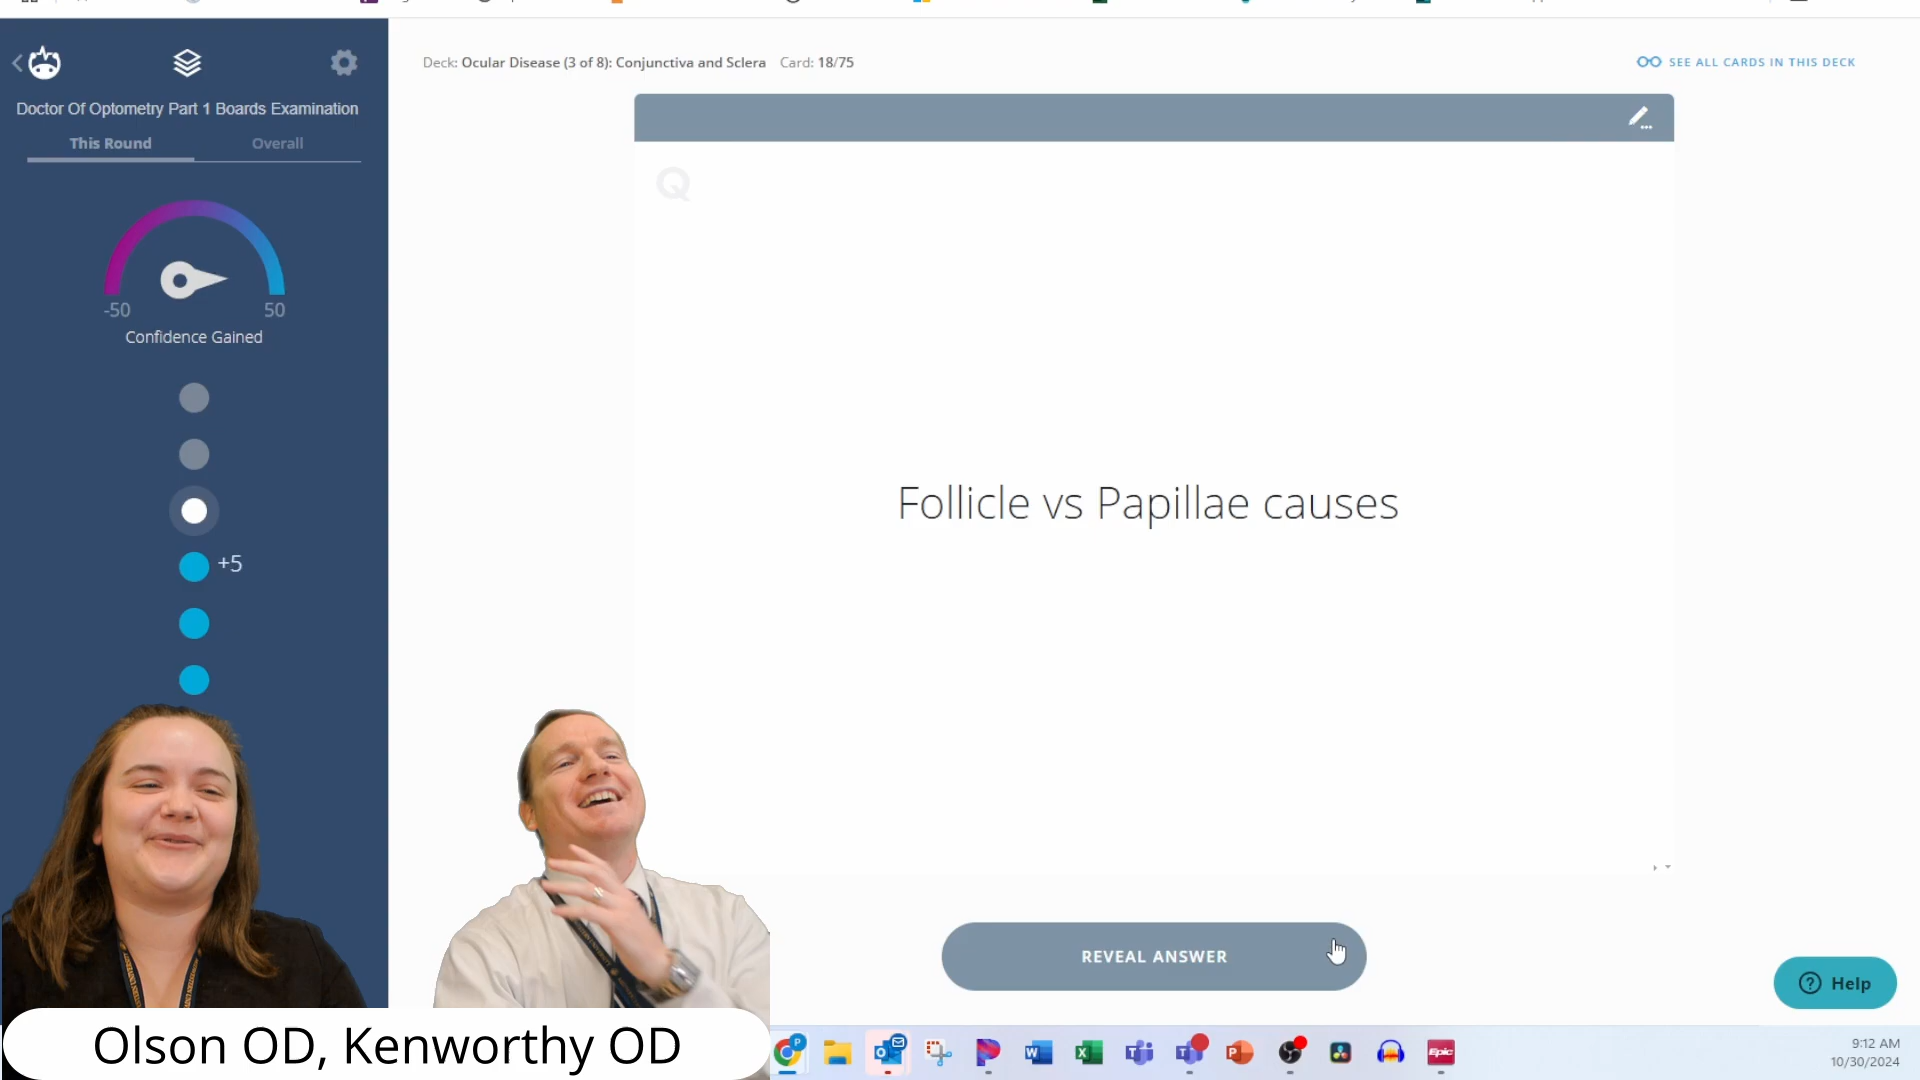 Deck: Ocular Disease (3 of 8): Conjunctiva and Sclera Card: 18/75
SEE ALL CARDS IN THIS DECK
Doctor Of Optometry Part 1 Boards Examination
This Round
Overall
-50
50
Confidence Gained
+5
Q
Follicle vs Papillae causes
REVEAL ANSWER
Help
Olson OD, Kenworthy OD
Epic
9:12 AM
10/30/2024